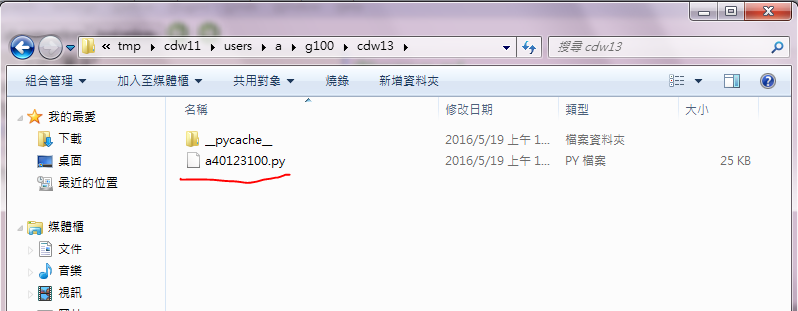 « tmp ▸ cdw11 ▸ users ▸ a ▸ g100 ▸ cdw13 ▸
搜尋 cdw13
組合管理 ▾ 加入至媒體櫃 ▾ 共用對象 ▾ 燒錄 新增資料夾
我的最愛
下載
桌面
最近的位置
媒體櫃
文件
音樂
視訊
名稱 修改日期 類型 大小
__pycache__ 2016/5/19 上午 1... 檔案資料夾
a40123100.py 2016/5/19 上午 1... PY 檔案 25 KB